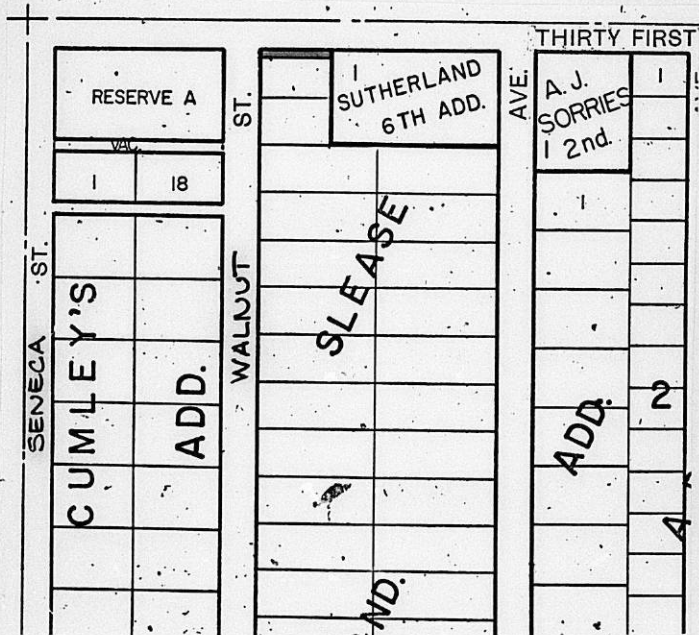 THIRTY FIRST
RESERVE A
VAC.
1 18
ST.
1
SUTHERLAND
6TH ADD.
AVE.
A. J.
SORRIES
1 2nd.
1
1
SENECA ST.
WALNUT
CUMLEY'S
ADD.
SLEASE
ADD.
2
A
ND.